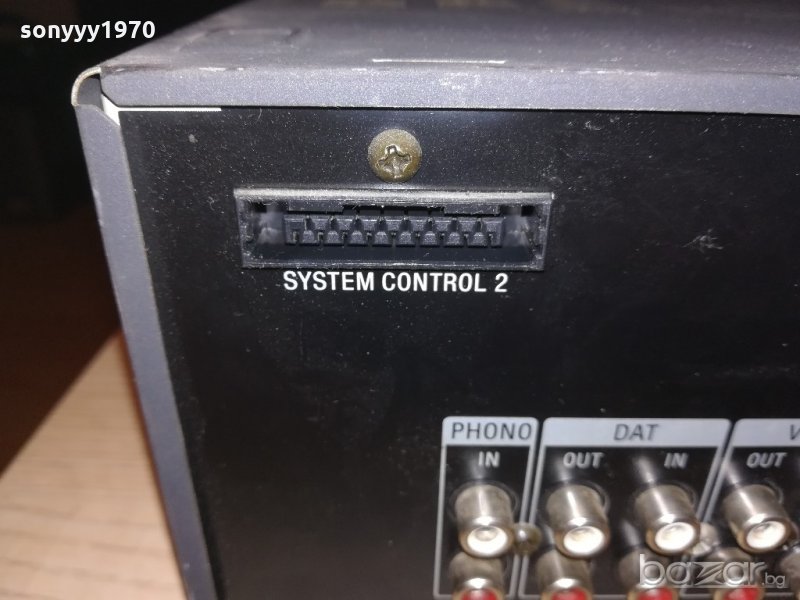 sonyyy1970
SYSTEM CONTROL 2
PHONO DAT V
IN OUT IN OUT
bazar.bg